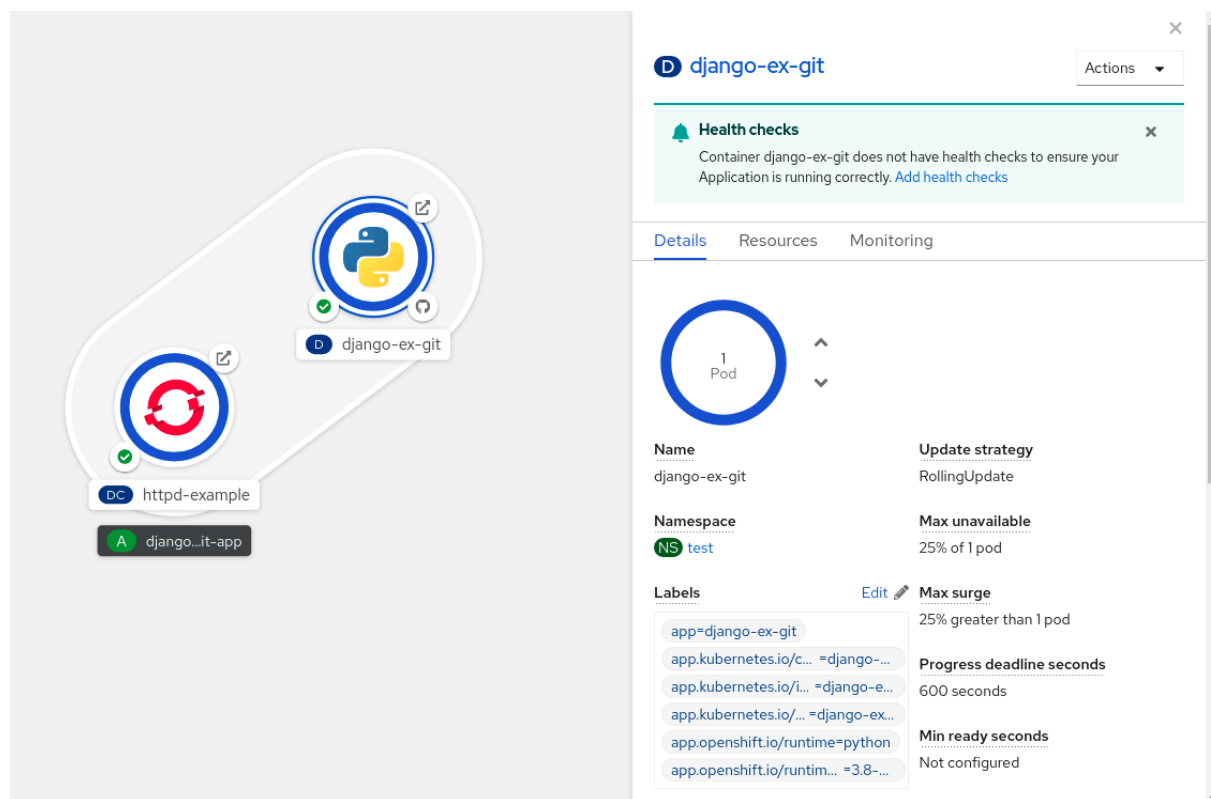 django-ex-git
D django-ex-git
DC httpd-example
A django...it-app
D django-ex-git
Actions
Health checks
Container django-ex-git does not have health checks to ensure your
Application is running correctly. Add health checks
Details Resources Monitoring
1
Pod
Name
django-ex-git
Update strategy
RollingUpdate
Namespace
NS test
Max unavailable
25% of 1 pod
Labels Edit
app=django-ex-git
app.kubernetes.io/c... =django-...
app.kubernetes.io/i... =django-e...
app.kubernetes.io/... =django-ex...
app.openshift.io/runtime=python
app.openshift.io/runtim... =3.8-...
Max surge
25% greater than 1 pod
Progress deadline seconds
600 seconds
Min ready seconds
Not configured